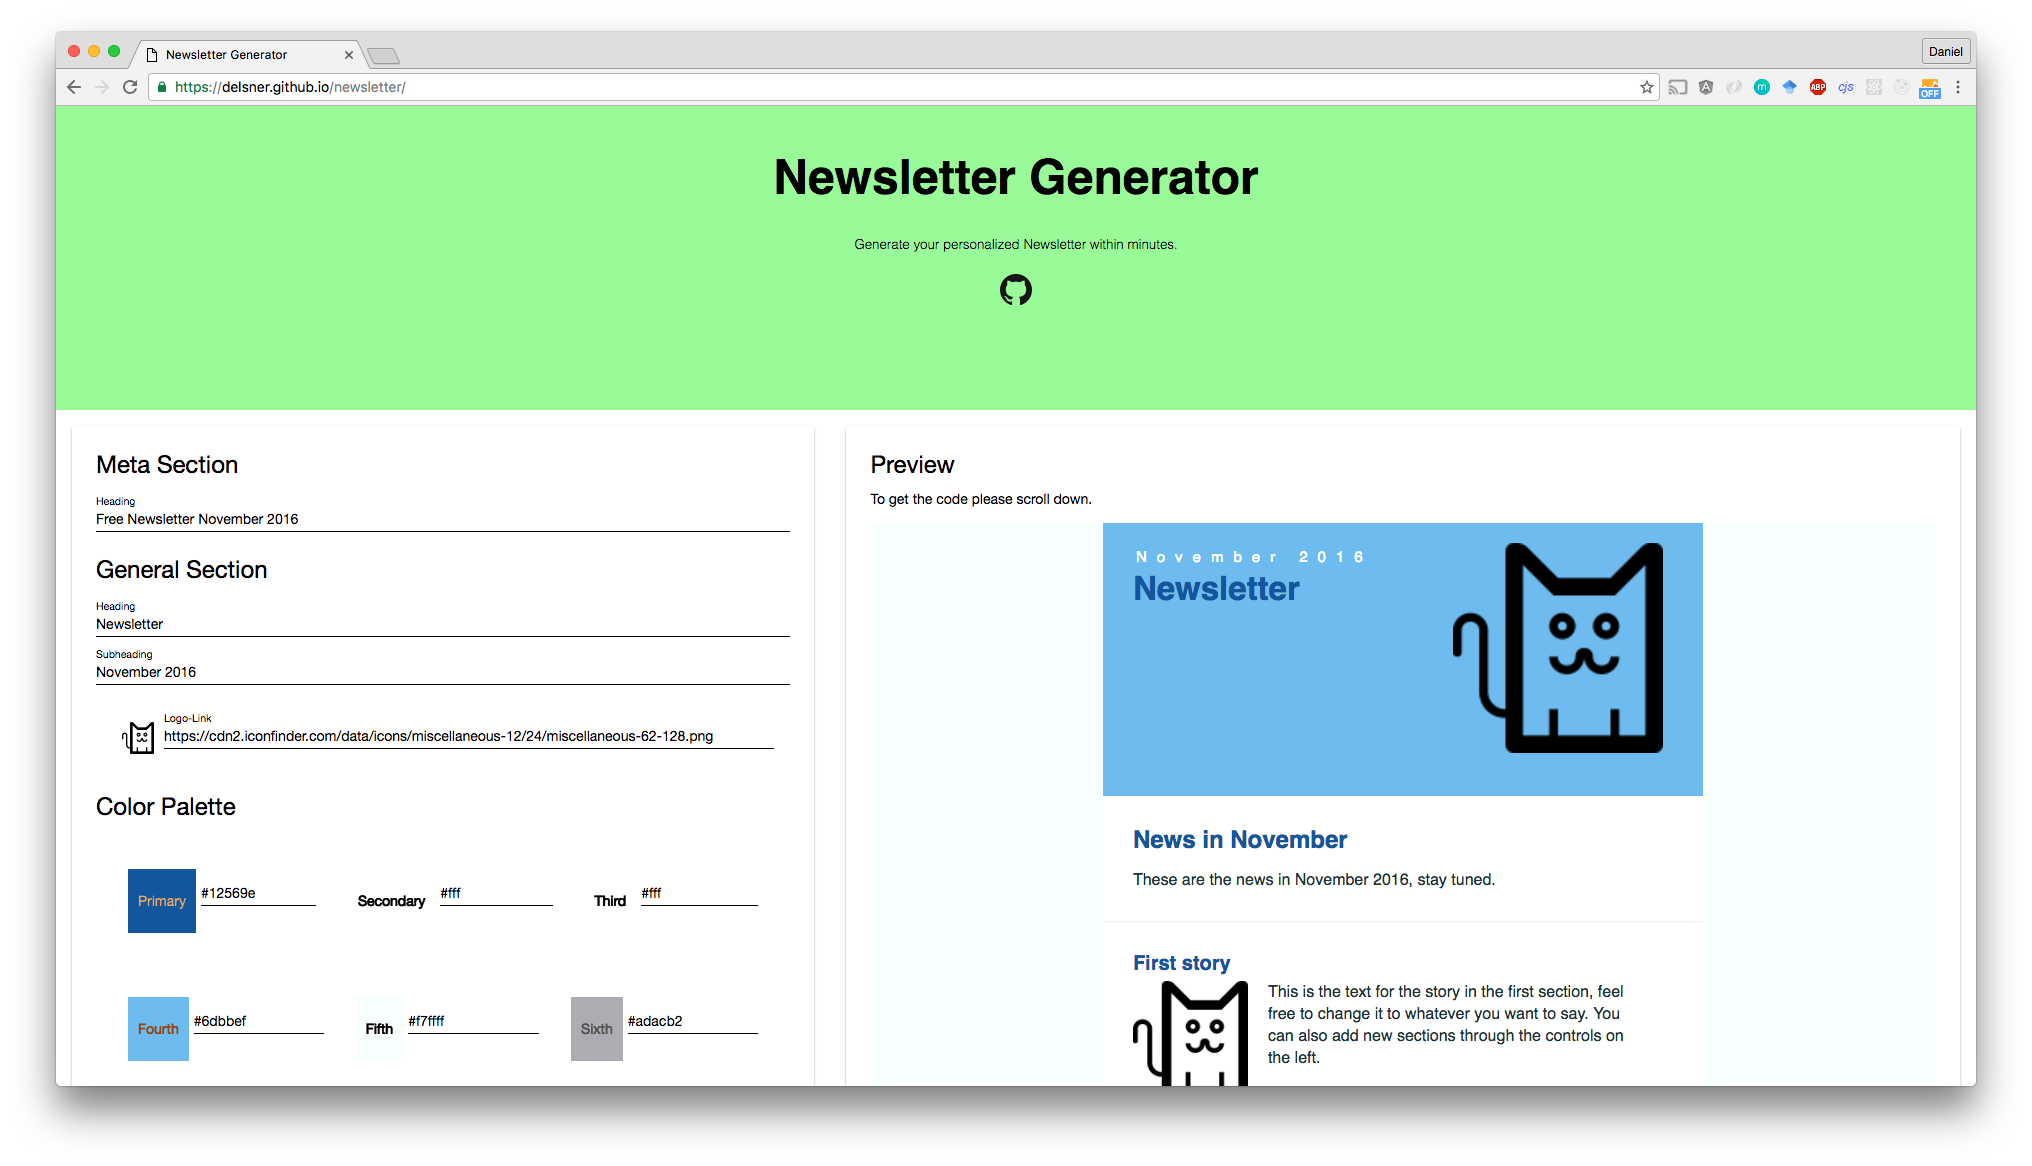 Newsletter Generator
Daniel
https://delsner.github.io/newsletter/
A
m
ABP
cjs
OFF
Newsletter Generator
Generate your personalized Newsletter within minutes.
Meta Section
Heading
Free Newsletter November 2016
General Section
Heading
Newsletter
Subheading
November 2016
Logo-Link
https://cdn2.iconfinder.com/data/icons/miscellaneous-12/24/miscellaneous-62-128.png
Color Palette
Primary #12569e Secondary #fff Third #fff
Fourth #6dbbef Fifth #f7ffff Sixth #adacb2
Preview
To get the code please scroll down.
November 2016
Newsletter
News in November
These are the news in November 2016, stay tuned.
First story
This is the text for the story in the first section, feel
free to change it to whatever you want to say. You
can also add new sections through the controls on
the left.